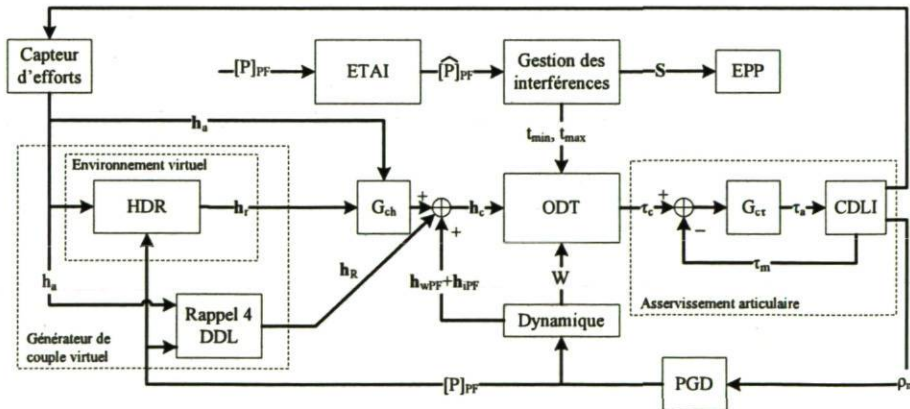 Capteur
d'efforts
[P]PF
ETAI
[P̂]PF
Gestion des
interférences
S
EPP
ha
tmin, tmax
Environnement virtuel
HDR
hr
Gch
+
hc
ODT
τc
+
−
Gcτ
τa
CDLI
τm
+
hR
hwPF+hiPF
W
ha
Rappel 4
DDL
Dynamique
Asservissement articulaire
Générateur de
couple virtuel
[P]PF
PGD